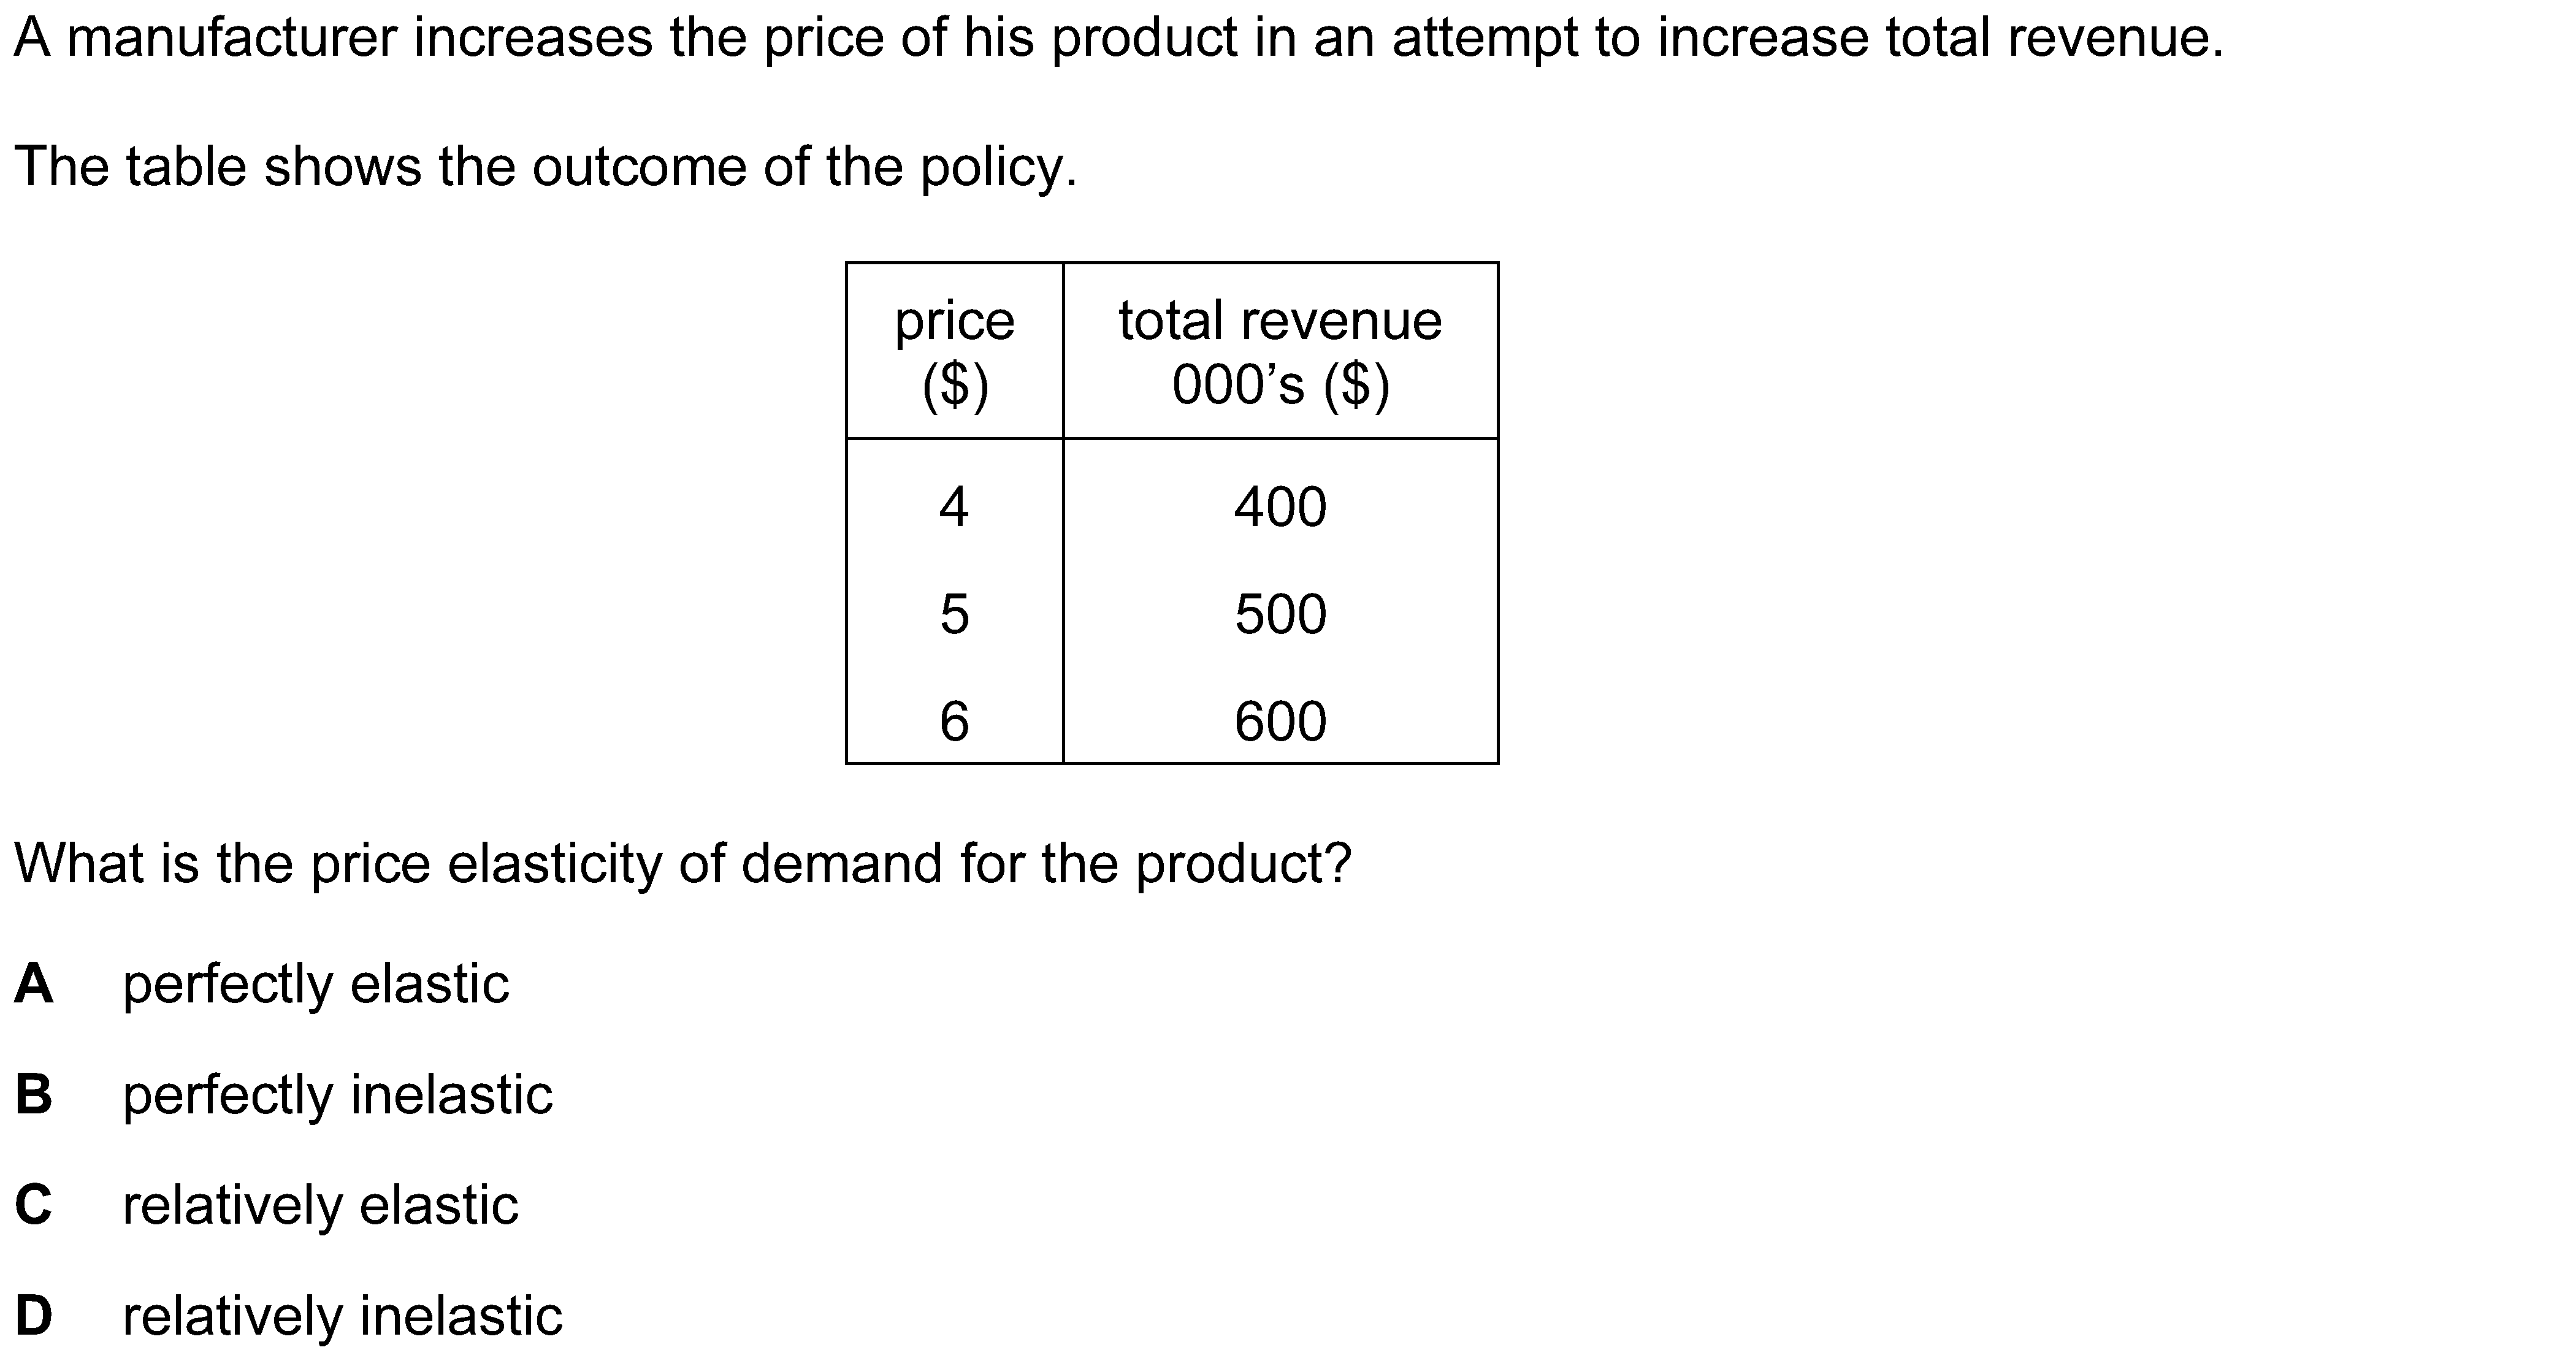 A manufacturer increases the price of his product in an attempt to increase total revenue.
The table shows the outcome of the policy.
price total revenue
($) 000’s ($)
4 400
5 500
6 600
What is the price elasticity of demand for the product?
A perfectly elastic
B perfectly inelastic
C relatively elastic
D relatively inelastic